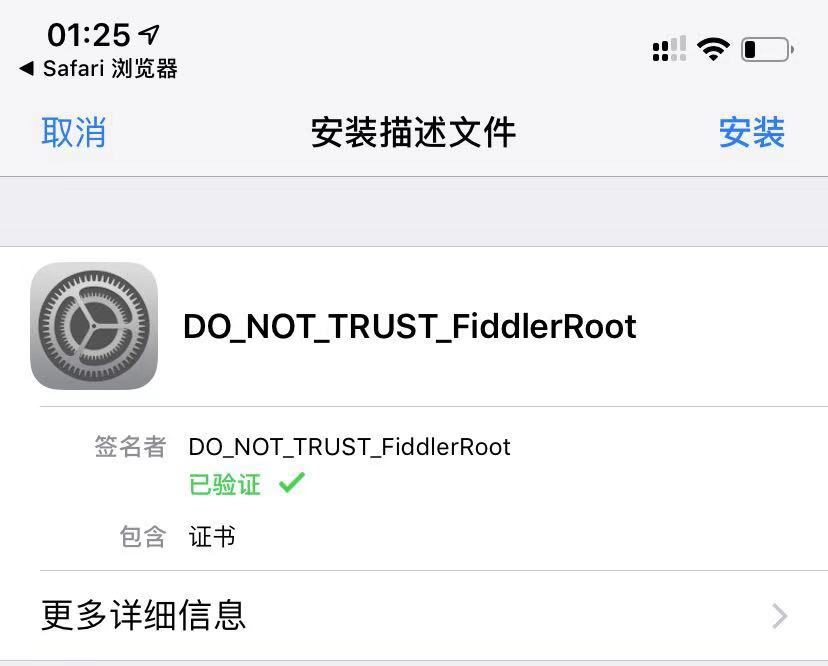 01:25
Safari 浏览器
取消 安装描述文件 安装
DO_NOT_TRUST_FiddlerRoot
签名者 DO_NOT_TRUST_FiddlerRoot
已验证
包含 证书
更多详细信息